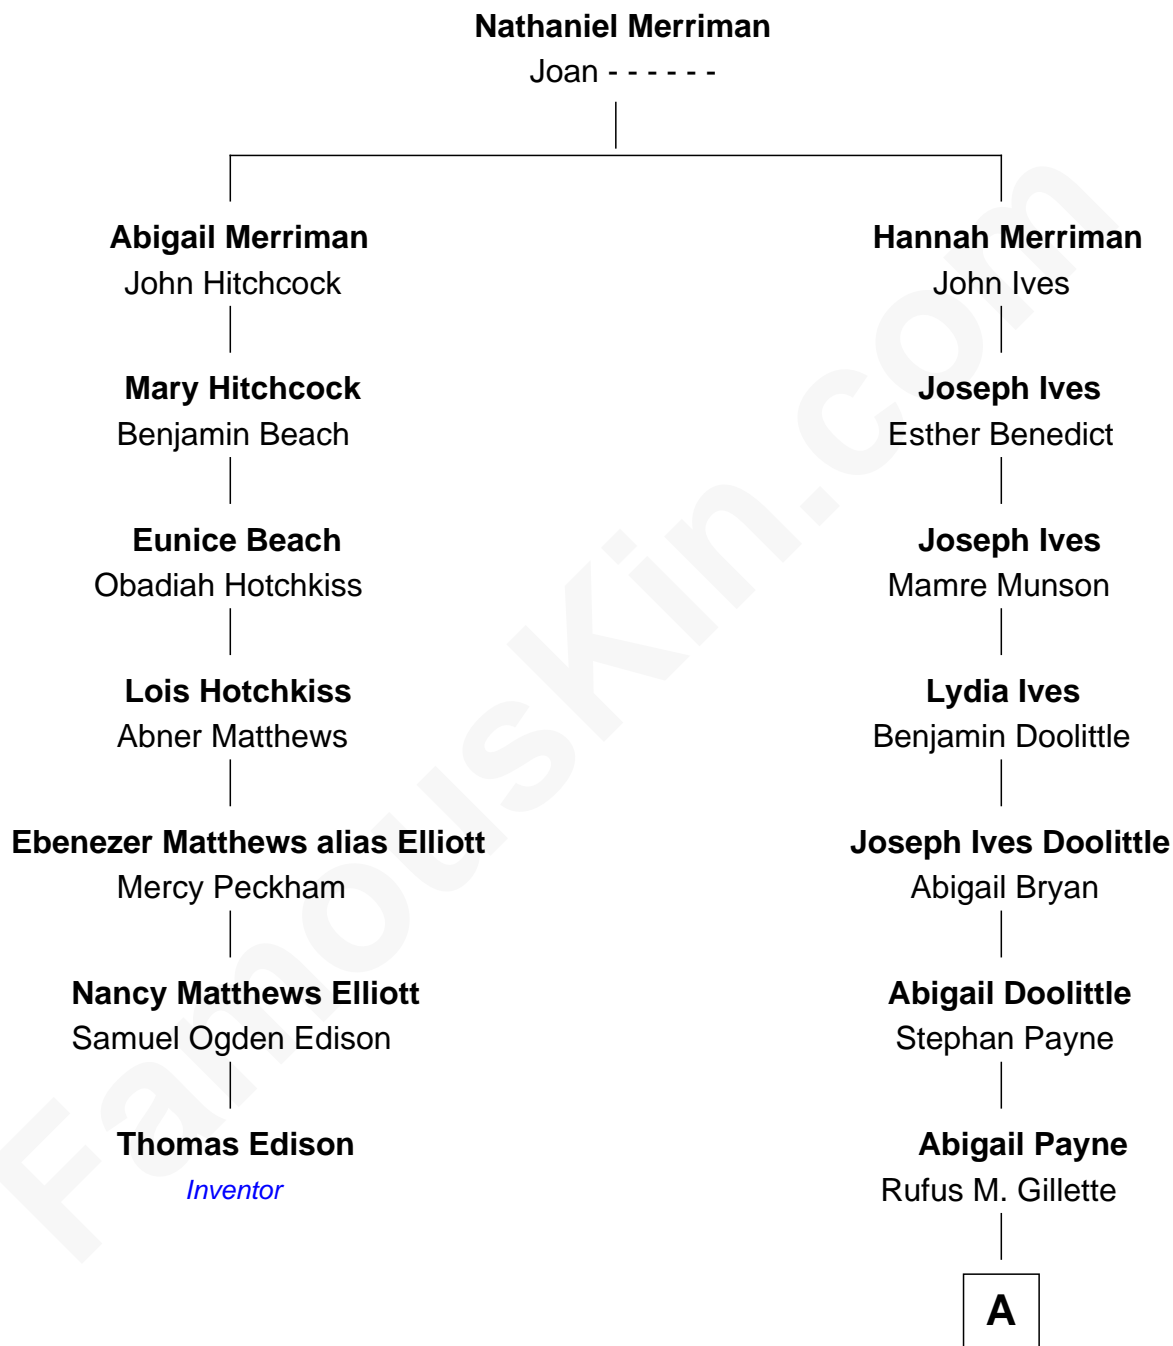 Nathaniel Merriman
Joan - - - - - -
Abigail Merriman
John Hitchcock
Hannah Merriman
John Ives
Mary Hitchcock
Benjamin Beach
Joseph Ives
Esther Benedict
Eunice Beach
Obadiah Hotchkiss
Joseph Ives
Mamre Munson
Lois Hotchkiss
Abner Matthews
Lydia Ives
Benjamin Doolittle
Ebenezer Matthews alias Elliott
Mercy Peckham
Joseph Ives Doolittle
Abigail Bryan
Nancy Matthews Elliott
Samuel Ogden Edison
Abigail Doolittle
Stephan Payne
Thomas Edison
Inventor
Abigail Payne
Rufus M. Gillette
A
FamousKin.com